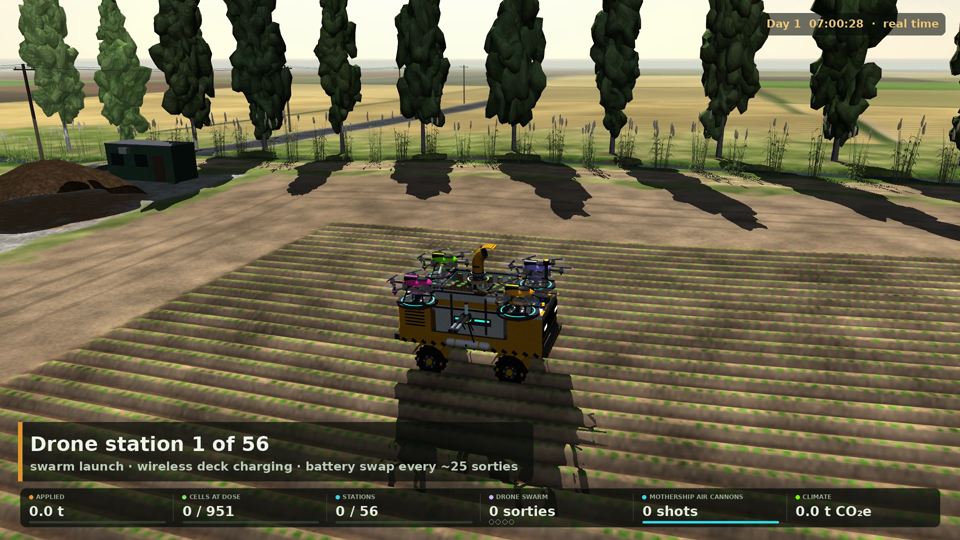 Day 1 07:00:28 · real time
Drone station 1 of 56
swarm launch · wireless deck charging · battery swap every ~25 sorties
APPLIED
0.0 t
CELLS AT DOSE
0 / 951
STATIONS
0 / 56
DRONE SWARM
0 sorties
MOTHERSHIP AIR CANNONS
0 shots
CLIMATE
0.0 t CO₂e